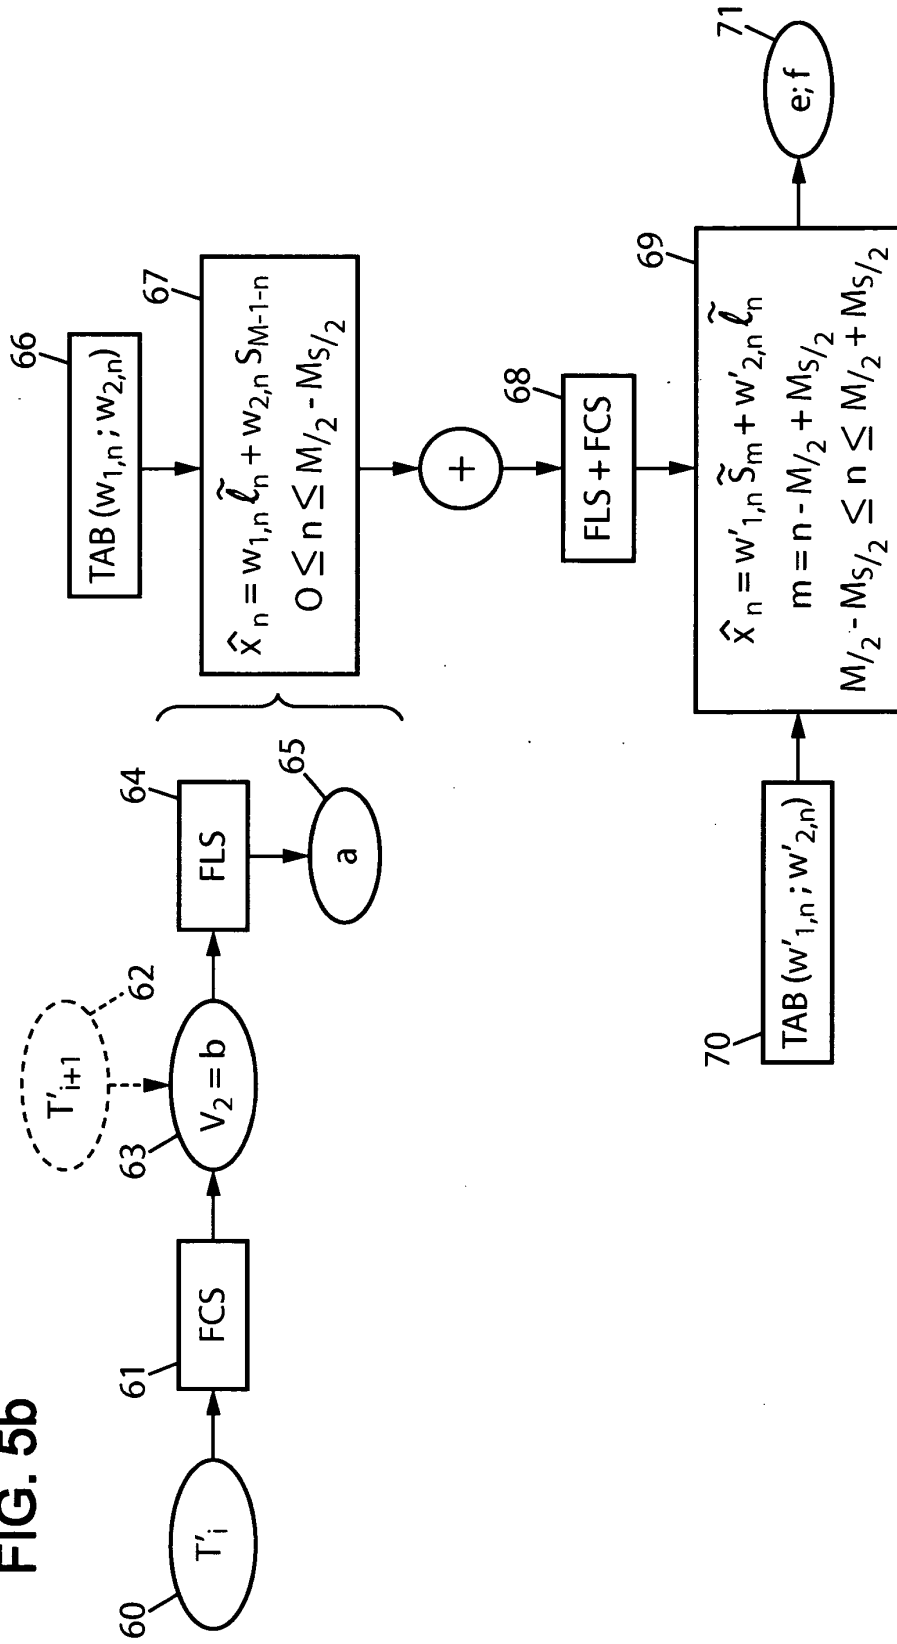 FIG. 5b
60
T'i
61
FCS
62
T'i+1
63
V2 = b
64
FLS
65
a
66
TAB (w1,n ; w2,n)
67
x̂n = w1,n ℓ̃n + w2,n SM-1-n
0 ≤ n ≤ M/2 - Ms/2
+
68
FLS + FCS
69
x̂n = w'1,n s̃m + w'2,n ℓ̃n
m = n - M/2 + Ms/2
M/2 - Ms/2 ≤ n ≤ M/2 + Ms/2
70
TAB (w'1,n ; w'2,n)
71
e; f